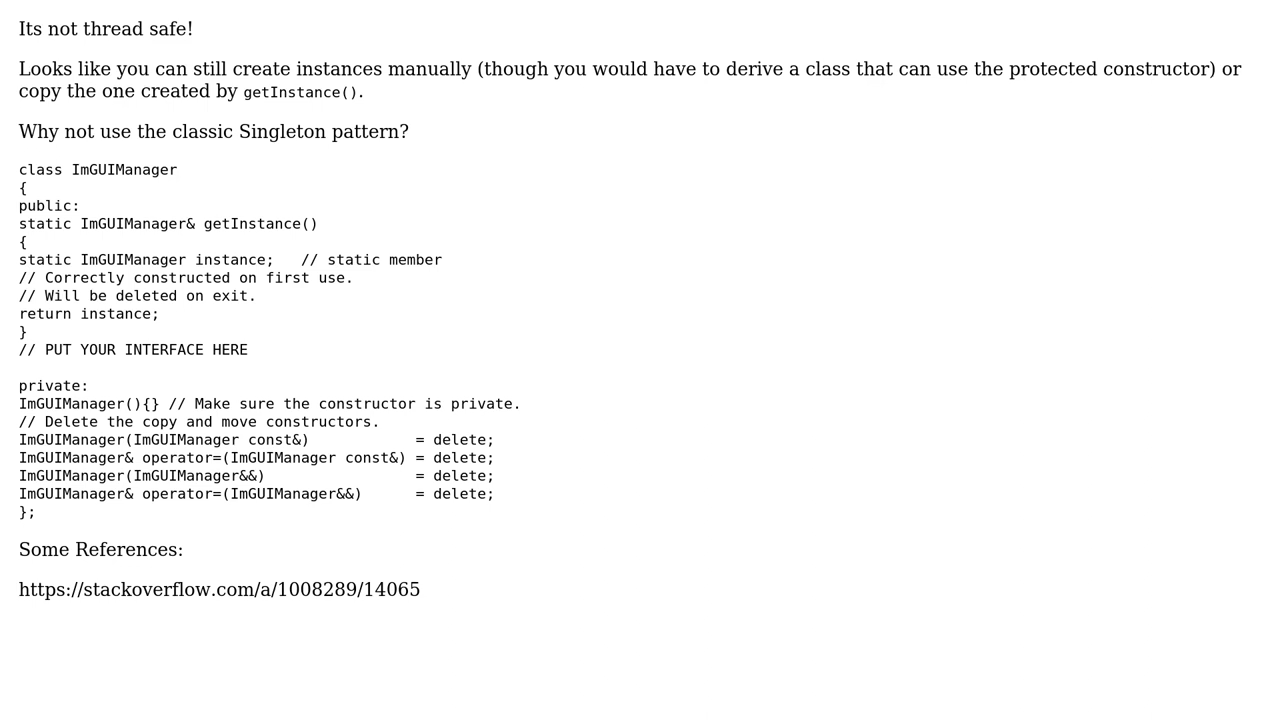 Its not thread safe!
Looks like you can still create instances manually (though you would have to derive a class that can use the protected constructor) or
copy the one created by getInstance().
Why not use the classic Singleton pattern?
class ImGUIManager
{
public:
static ImGUIManager& getInstance()
{
static ImGUIManager instance;   // static member
// Correctly constructed on first use.
// Will be deleted on exit.
return instance;
}
// PUT YOUR INTERFACE HERE

private:
ImGUIManager(){} // Make sure the constructor is private.
// Delete the copy and move constructors.
ImGUIManager(ImGUIManager const&)            = delete;
ImGUIManager& operator=(ImGUIManager const&) = delete;
ImGUIManager(ImGUIManager&&)                 = delete;
ImGUIManager& operator=(ImGUIManager&&)      = delete;
};
Some References:
https://stackoverflow.com/a/1008289/14065